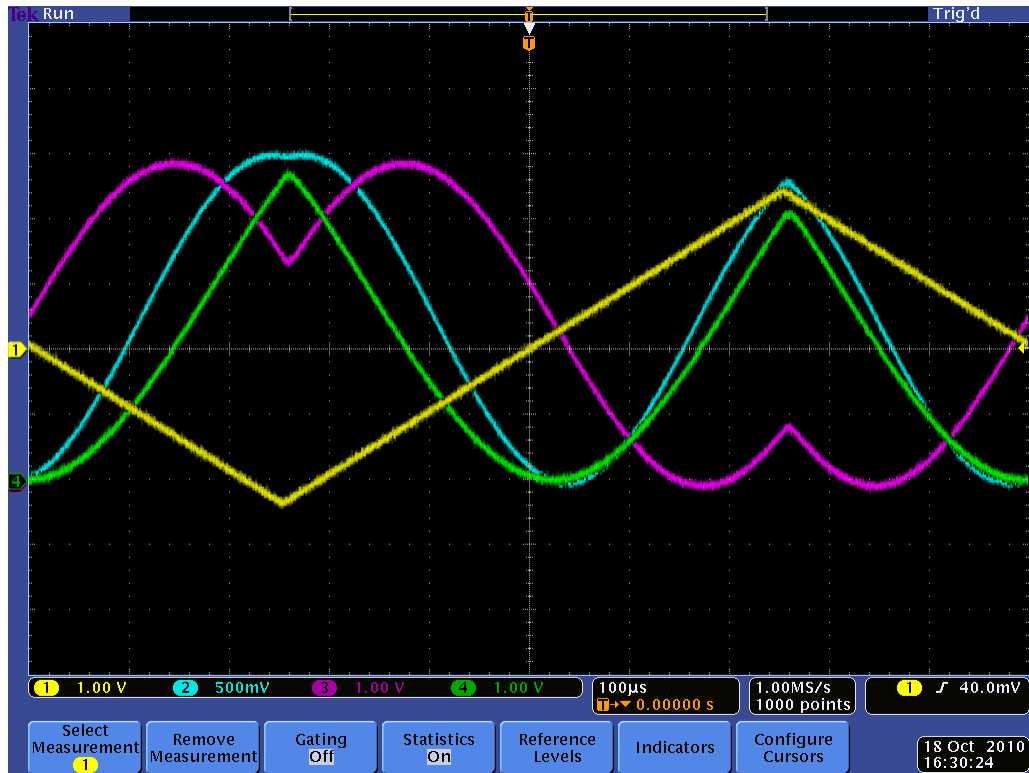 Tek Run Trig'd
T
T
1
4
1 1.00 V 2 500mV 3 1.00 V 4 1.00 V
100µs
T→▼ 0.00000 s
1.00MS/s
1000 points
1 ∫ 40.0mV
Select
Measurement
1
Remove
Measurement
Gating
Off
Statistics
On
Reference
Levels
Indicators
Configure
Cursors
18 Oct 2010
16:30:24